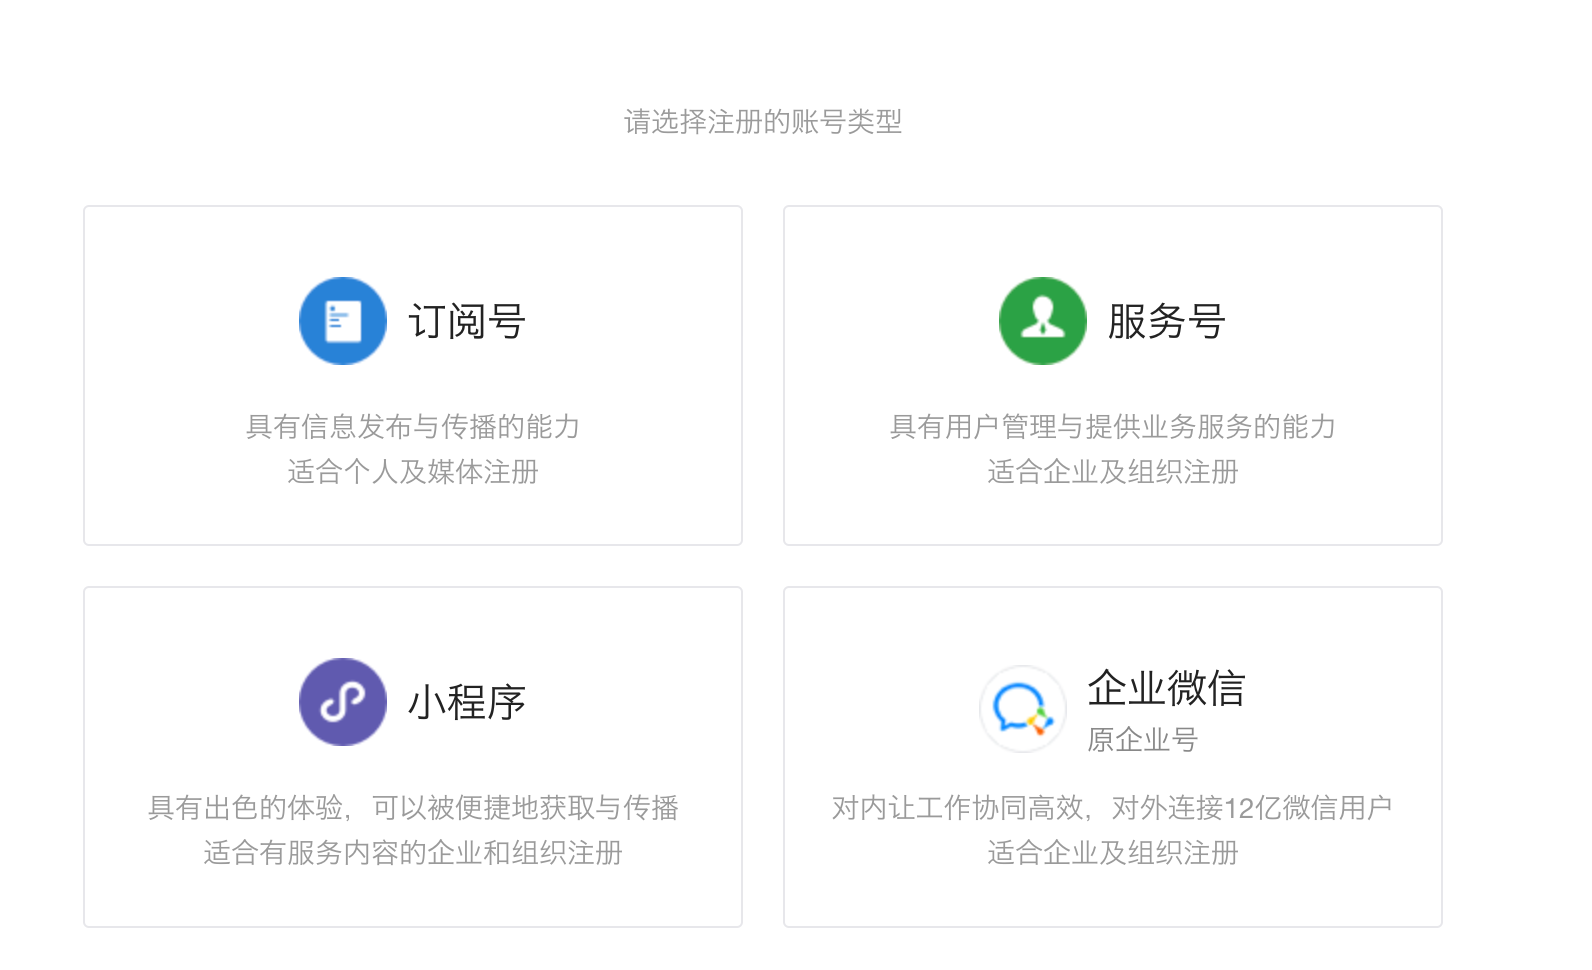 请选择注册的账号类型
订阅号
具有信息发布与传播的能力
适合个人及媒体注册
服务号
具有用户管理与提供业务服务的能力
适合企业及组织注册
小程序
具有出色的体验，可以被便捷地获取与传播
适合有服务内容的企业和组织注册
企业微信
原企业号
对内让工作协同高效，对外连接12亿微信用户
适合企业及组织注册